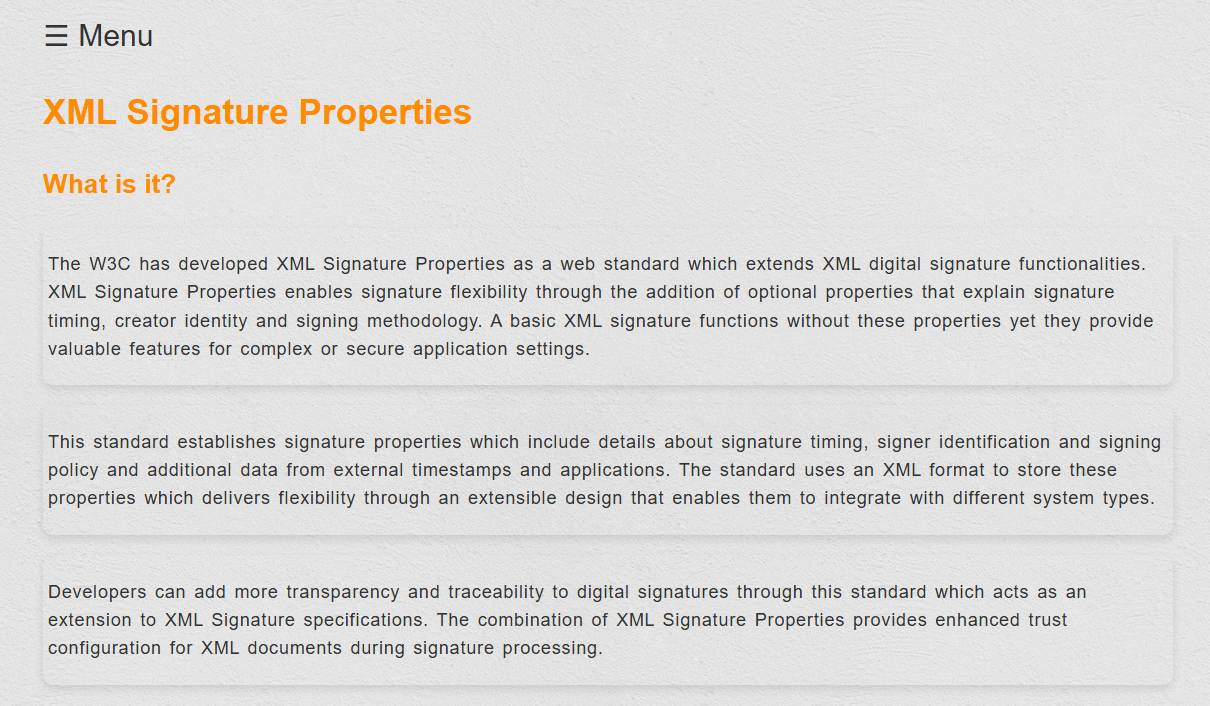 ☰ Menu
XML Signature Properties
What is it?
The W3C has developed XML Signature Properties as a web standard which extends XML digital signature functionalities.
XML Signature Properties enables signature flexibility through the addition of optional properties that explain signature
timing, creator identity and signing methodology. A basic XML signature functions without these properties yet they provide
valuable features for complex or secure application settings.
This standard establishes signature properties which include details about signature timing, signer identification and signing
policy and additional data from external timestamps and applications. The standard uses an XML format to store these
properties which delivers flexibility through an extensible design that enables them to integrate with different system types.
Developers can add more transparency and traceability to digital signatures through this standard which acts as an
extension to XML Signature specifications. The combination of XML Signature Properties provides enhanced trust
configuration for XML documents during signature processing.